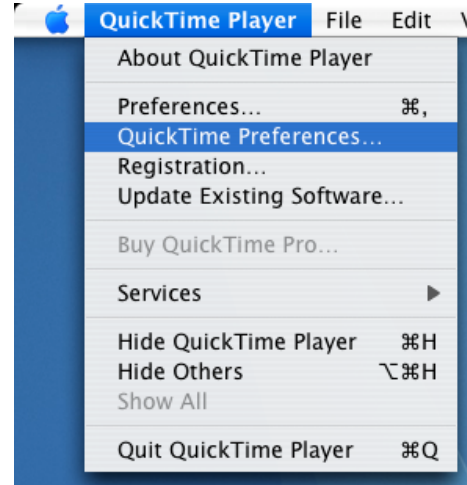 QuickTime Player File Edit
About QuickTime Player
Preferences... ⌘,
QuickTime Preferences...
Registration...
Update Existing Software...
Buy QuickTime Pro...
Services
Hide QuickTime Player ⌘H
Hide Others ⌥⌘H
Show All
Quit QuickTime Player ⌘Q